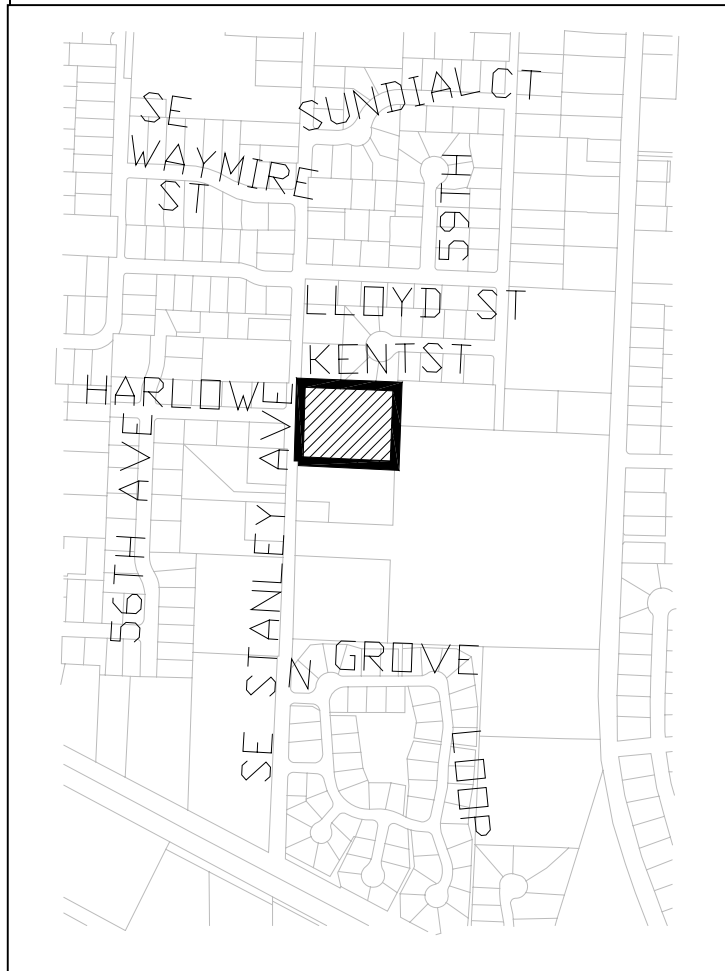 SE
WAYMIRE
ST
SUNDIAL CT
59TH
LLOYD ST
KENTST
HARLOWE
56TH AVE
SE STANLEY AVE
N GROVE
LOOP